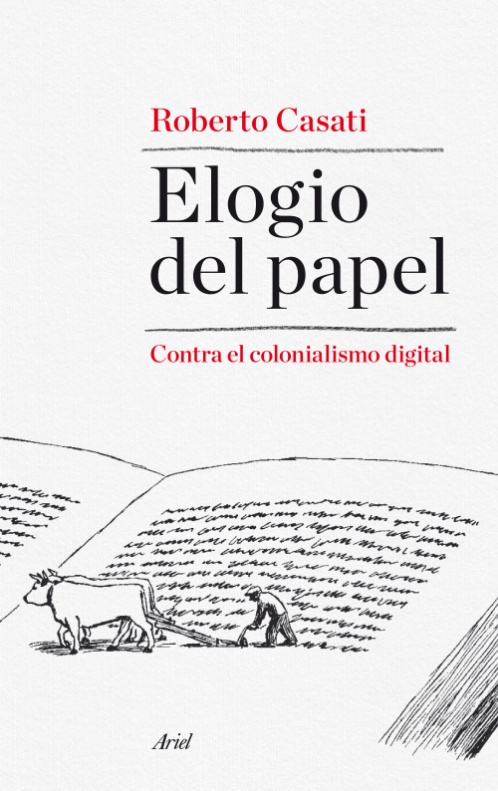 Roberto Casati
Elogio
del papel
Contra el colonialismo digital
Ariel